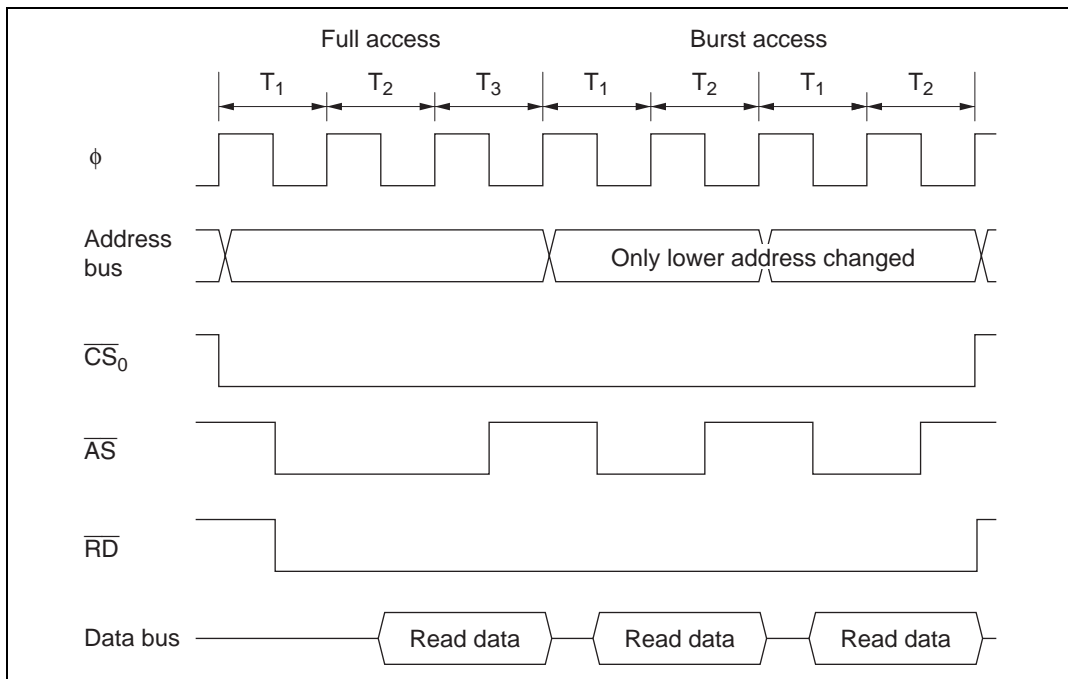 Full access Burst access
T1 T2 T3 T1 T2 T1 T2
ϕ
Address
bus
Only lower address changed
CS0
AS
RD
Data bus Read data Read data Read data